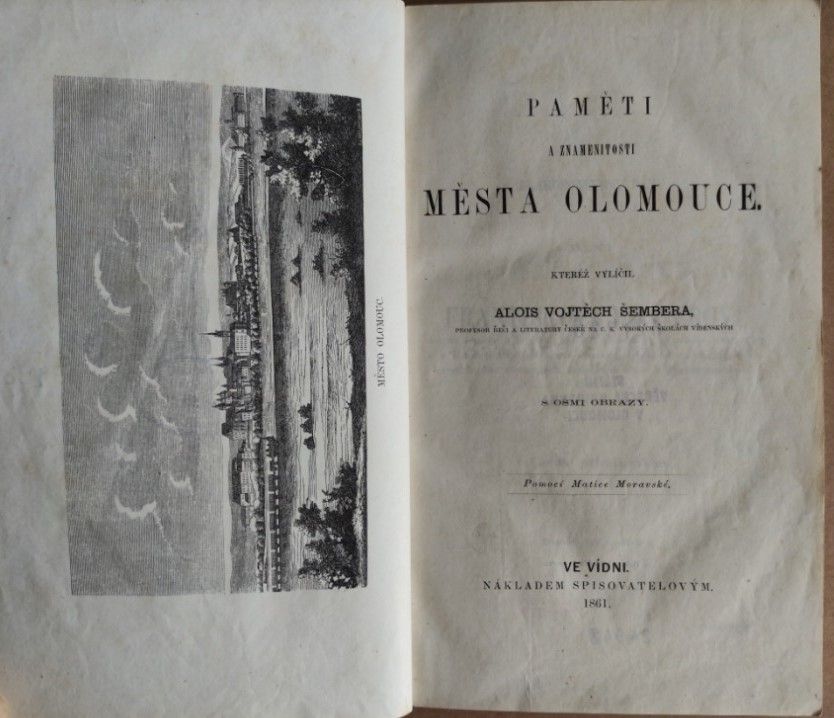 MĚSTO OLOMUC.
PAMĚTI
A ZNAMENITOSTI
MĚSTA OLOMOUCE.
KTERÉŽ VYLÍČIL
ALOIS VOJTĚCH ŠEMBERA,
PROFESOR ŘEČI A LITERATURY ČESKÉ NA C. K. VYSOKÝCH ŠKOLÁCH VÍDENSKÝCH
S OSMI OBRAZY.
Pomocí Matice Moravské,
VE VÍDNI.
NÁKLADEM SPISOVATELOVÝM.
1861.